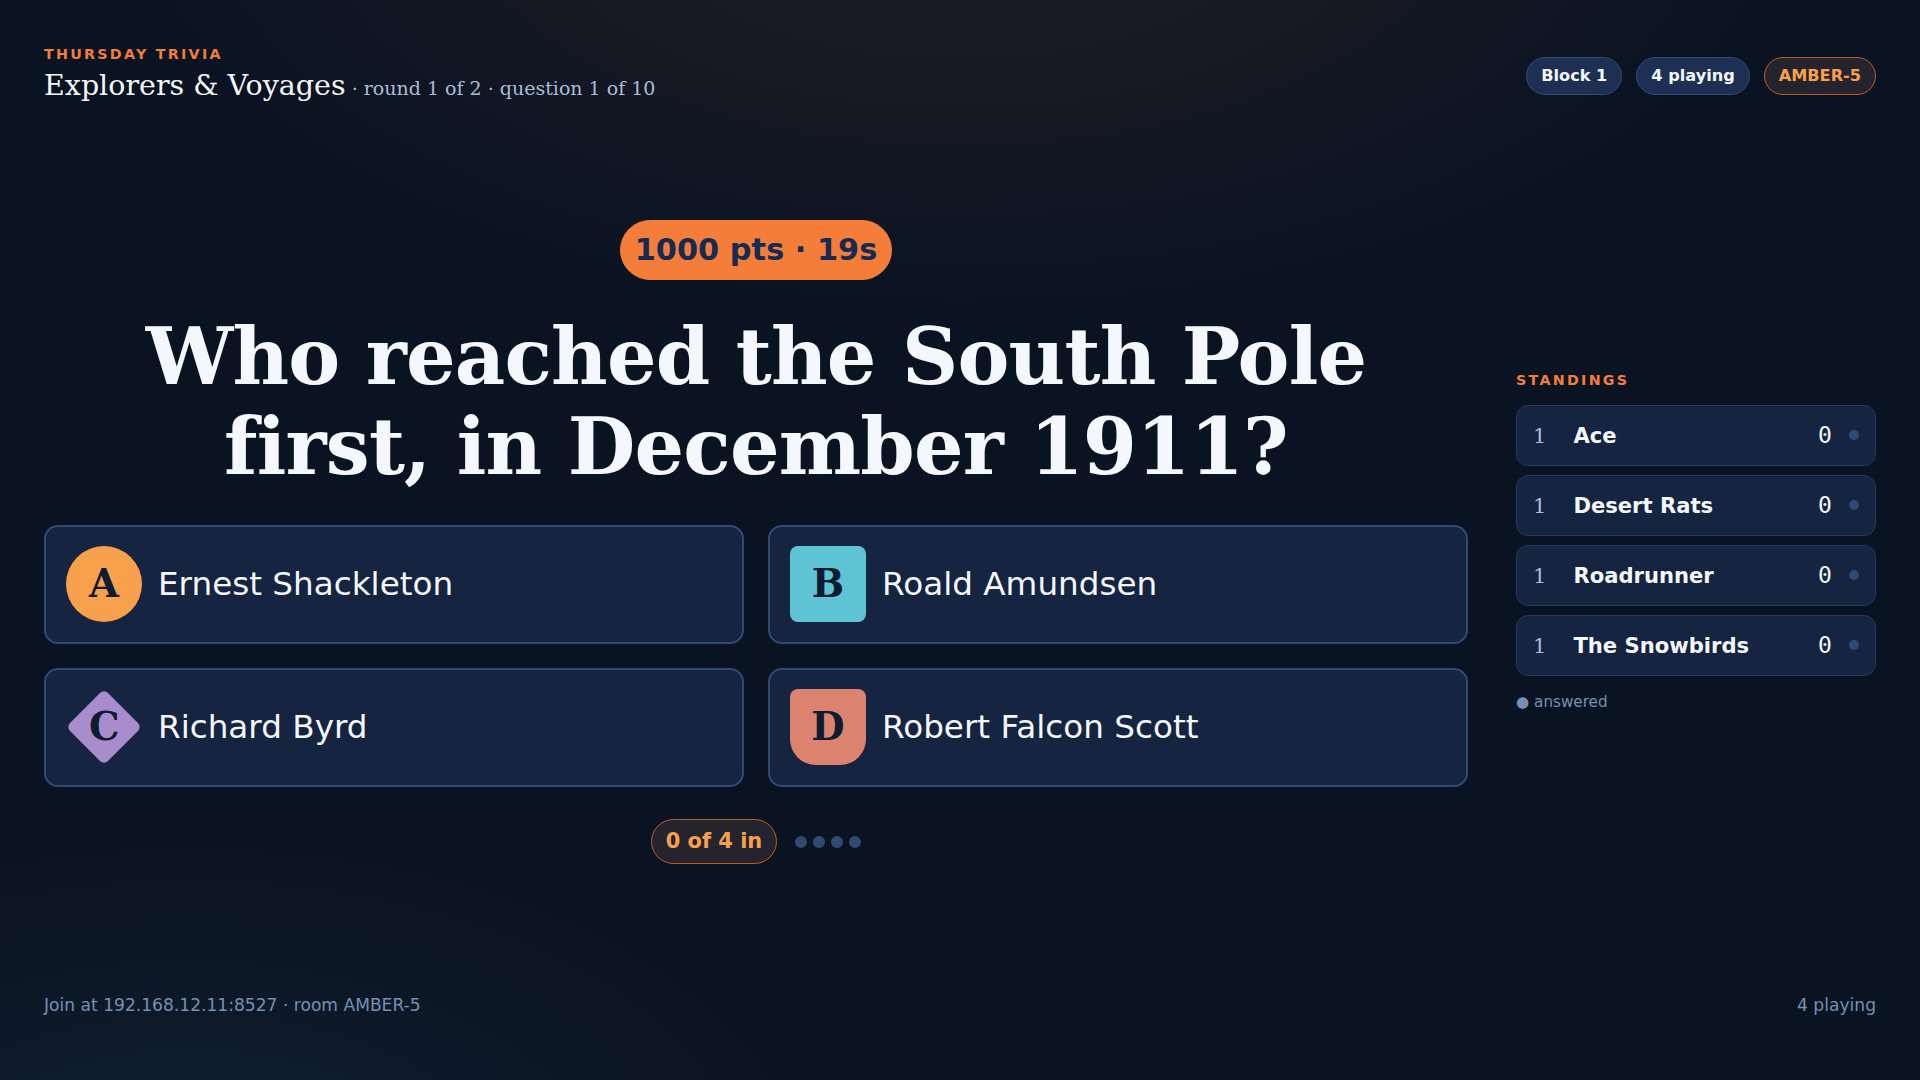 THURSDAY TRIVIA
Explorers & Voyages · round 1 of 2 · question 1 of 10
Block 1
4 playing
AMBER-5
1000 pts · 19s
Who reached the South Pole
first, in December 1911?
A Ernest Shackleton
B Roald Amundsen
C Richard Byrd
D Robert Falcon Scott
0 of 4 in
STANDINGS
1 Ace 0
1 Desert Rats 0
1 Roadrunner 0
1 The Snowbirds 0
answered
Join at 192.168.12.11:8527 · room AMBER-5
4 playing